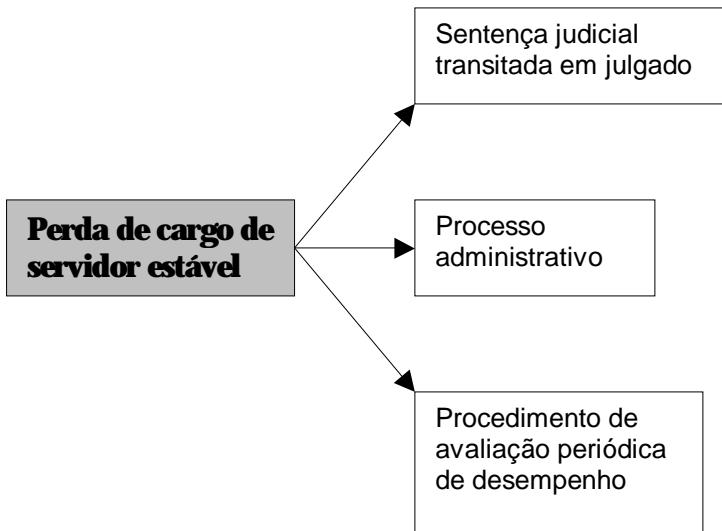 Sentença judicial
transitada em julgado
Perda de cargo de
servidor estável
Processo
administrativo
Procedimento de
avaliação periódica
de desempenho